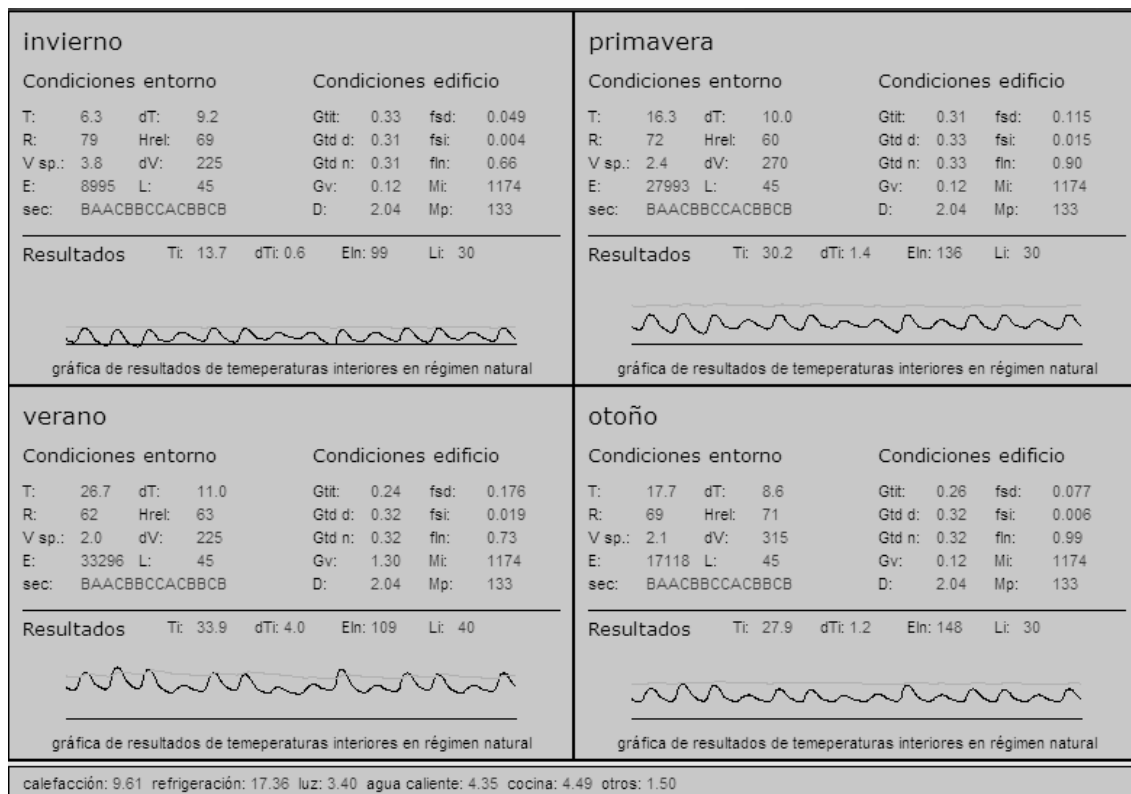 invierno
Condiciones entorno Condiciones edificio
T: 6.3 dT: 9.2 Gtit: 0.33 fsd: 0.049
R: 79 Hrel: 69 Gtd d: 0.31 fsi: 0.004
V sp.: 3.8 dV: 225 Gtd n: 0.31 fln: 0.66
E: 8995 L: 45 Gv: 0.12 Mi: 1174
sec: BAACBBCCACBBCB D: 2.04 Mp: 133
Resultados Ti: 13.7 dTi: 0.6 Eln: 99 Li: 30
gráfica de resultados de temeperaturas interiores en régimen natural
primavera
Condiciones entorno Condiciones edificio
T: 16.3 dT: 10.0 Gtit: 0.31 fsd: 0.115
R: 72 Hrel: 60 Gtd d: 0.33 fsi: 0.015
V sp.: 2.4 dV: 270 Gtd n: 0.33 fln: 0.90
E: 27993 L: 45 Gv: 0.12 Mi: 1174
sec: BAACBBCCACBBCB D: 2.04 Mp: 133
Resultados Ti: 30.2 dTi: 1.4 Eln: 136 Li: 30
gráfica de resultados de temeperaturas interiores en régimen natural
verano
Condiciones entorno Condiciones edificio
T: 26.7 dT: 11.0 Gtit: 0.24 fsd: 0.176
R: 62 Hrel: 63 Gtd d: 0.32 fsi: 0.019
V sp.: 2.0 dV: 225 Gtd n: 0.32 fln: 0.73
E: 33296 L: 45 Gv: 1.30 Mi: 1174
sec: BAACBBCCACBBCB D: 2.04 Mp: 133
Resultados Ti: 33.9 dTi: 4.0 Eln: 109 Li: 40
gráfica de resultados de temeperaturas interiores en régimen natural
otoño
Condiciones entorno Condiciones edificio
T: 17.7 dT: 8.6 Gtit: 0.26 fsd: 0.077
R: 69 Hrel: 71 Gtd d: 0.32 fsi: 0.006
V sp.: 2.1 dV: 315 Gtd n: 0.32 fln: 0.99
E: 17118 L: 45 Gv: 0.12 Mi: 1174
sec: BAACBBCCACBBCB D: 2.04 Mp: 133
Resultados Ti: 27.9 dTi: 1.2 Eln: 148 Li: 30
gráfica de resultados de temeperaturas interiores en régimen natural
calefacción: 9.61 refrigeración: 17.36 luz: 3.40 agua caliente: 4.35 cocina: 4.49 otros: 1.50